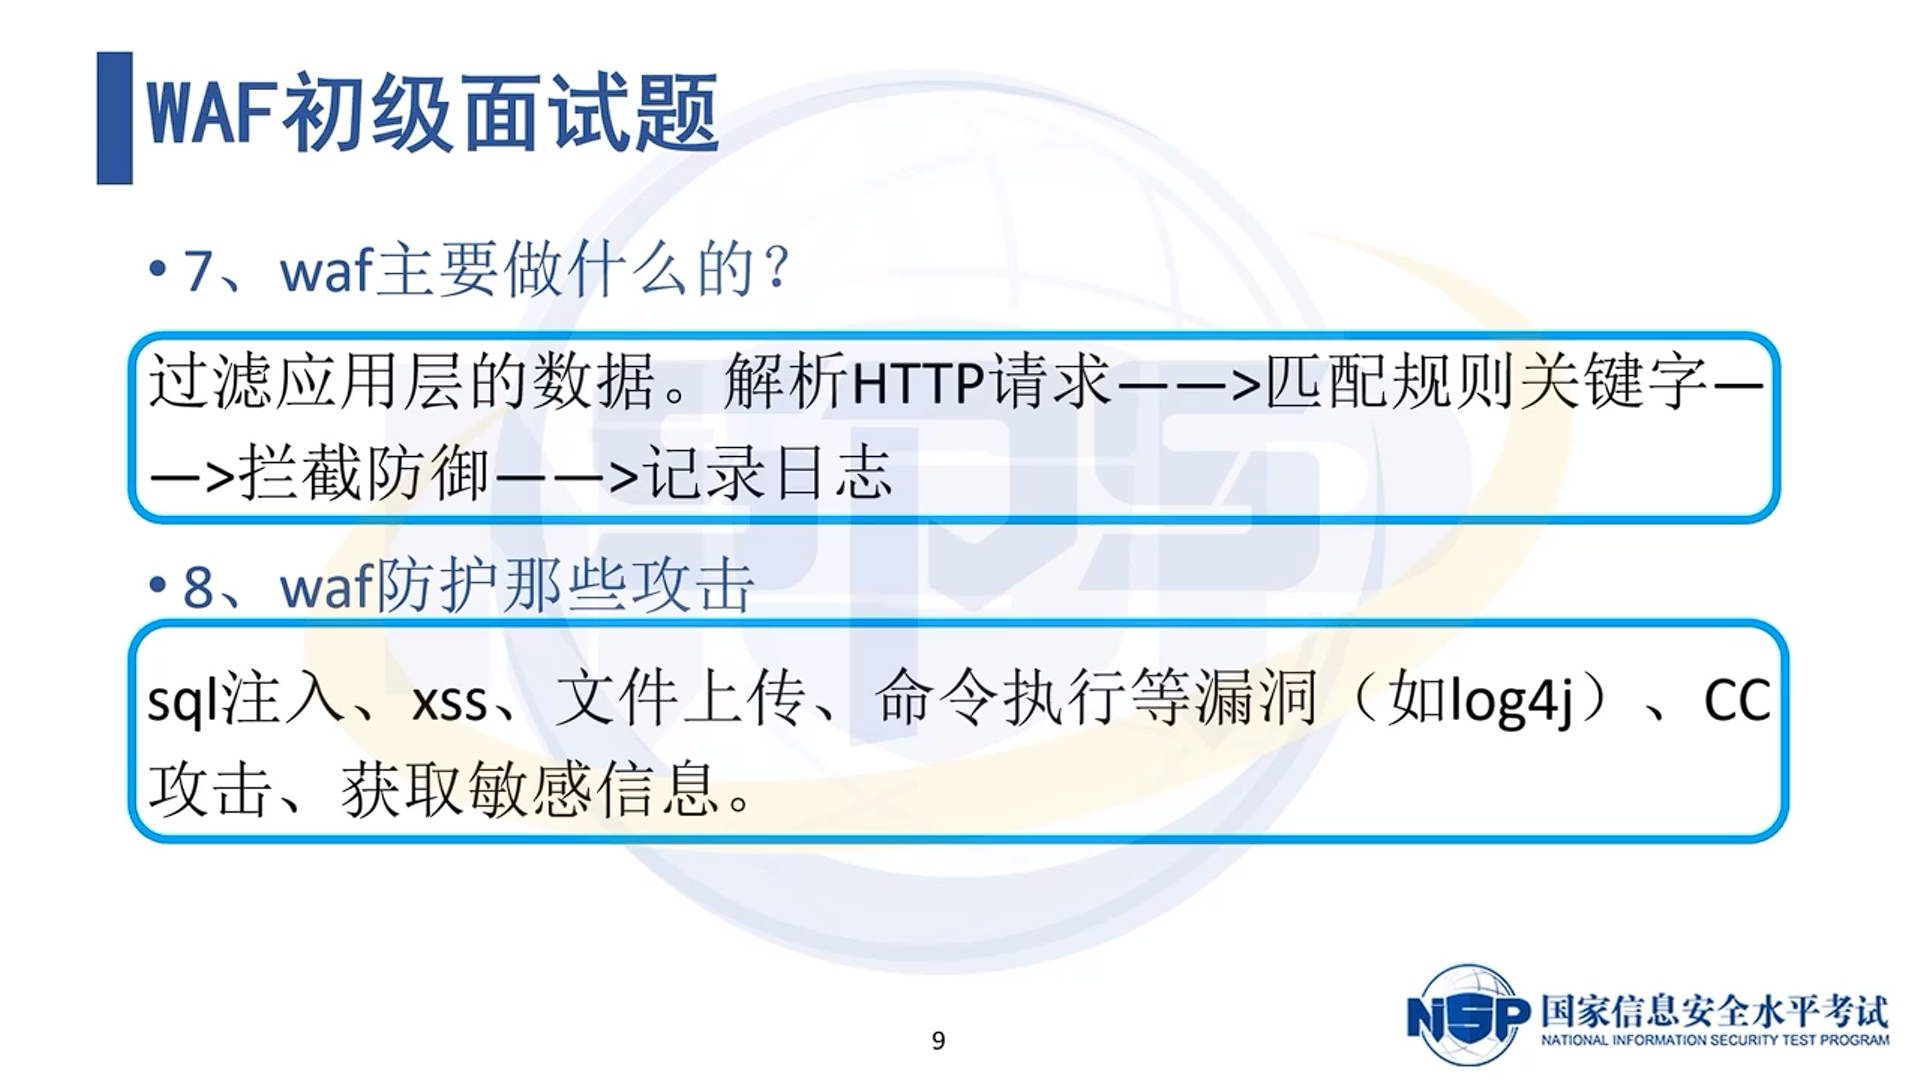 WAF初级面试题
• 7、waf主要做什么的？
过滤应用层的数据。解析HTTP请求——>匹配规则关键字—
—>拦截防御——>记录日志
• 8、waf防护那些攻击
sql注入、xss、文件上传、命令执行等漏洞（如log4j）、CC
攻击、获取敏感信息。
9
NSP
国家信息安全水平考试
NATIONAL INFORMATION SECURITY TEST PROGRAM